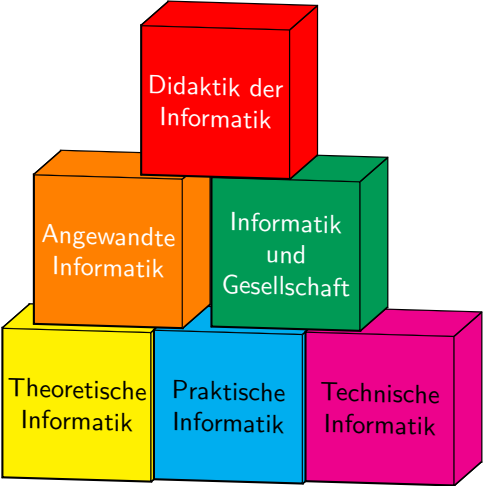 Didaktik der
Informatik
Angewandte
Informatik
Informatik
und
Gesellschaft
Theoretische
Informatik
Praktische
Informatik
Technische
Informatik